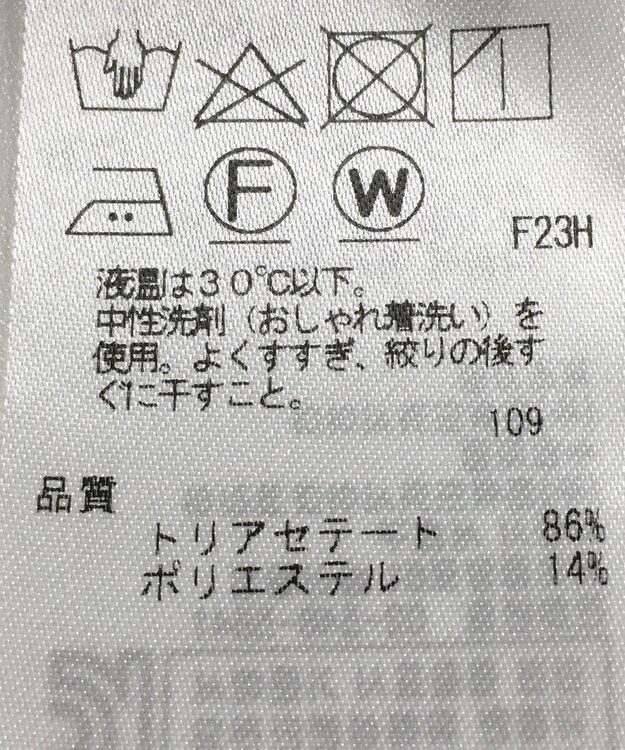 F W
F23H
液温は30℃以下。
中性洗剤（おしゃれ着洗い）を
使用。よくすすぎ、絞りの後す
ぐに干すこと。
109
品質
トリアセテート 86%
ポリエステル 14%